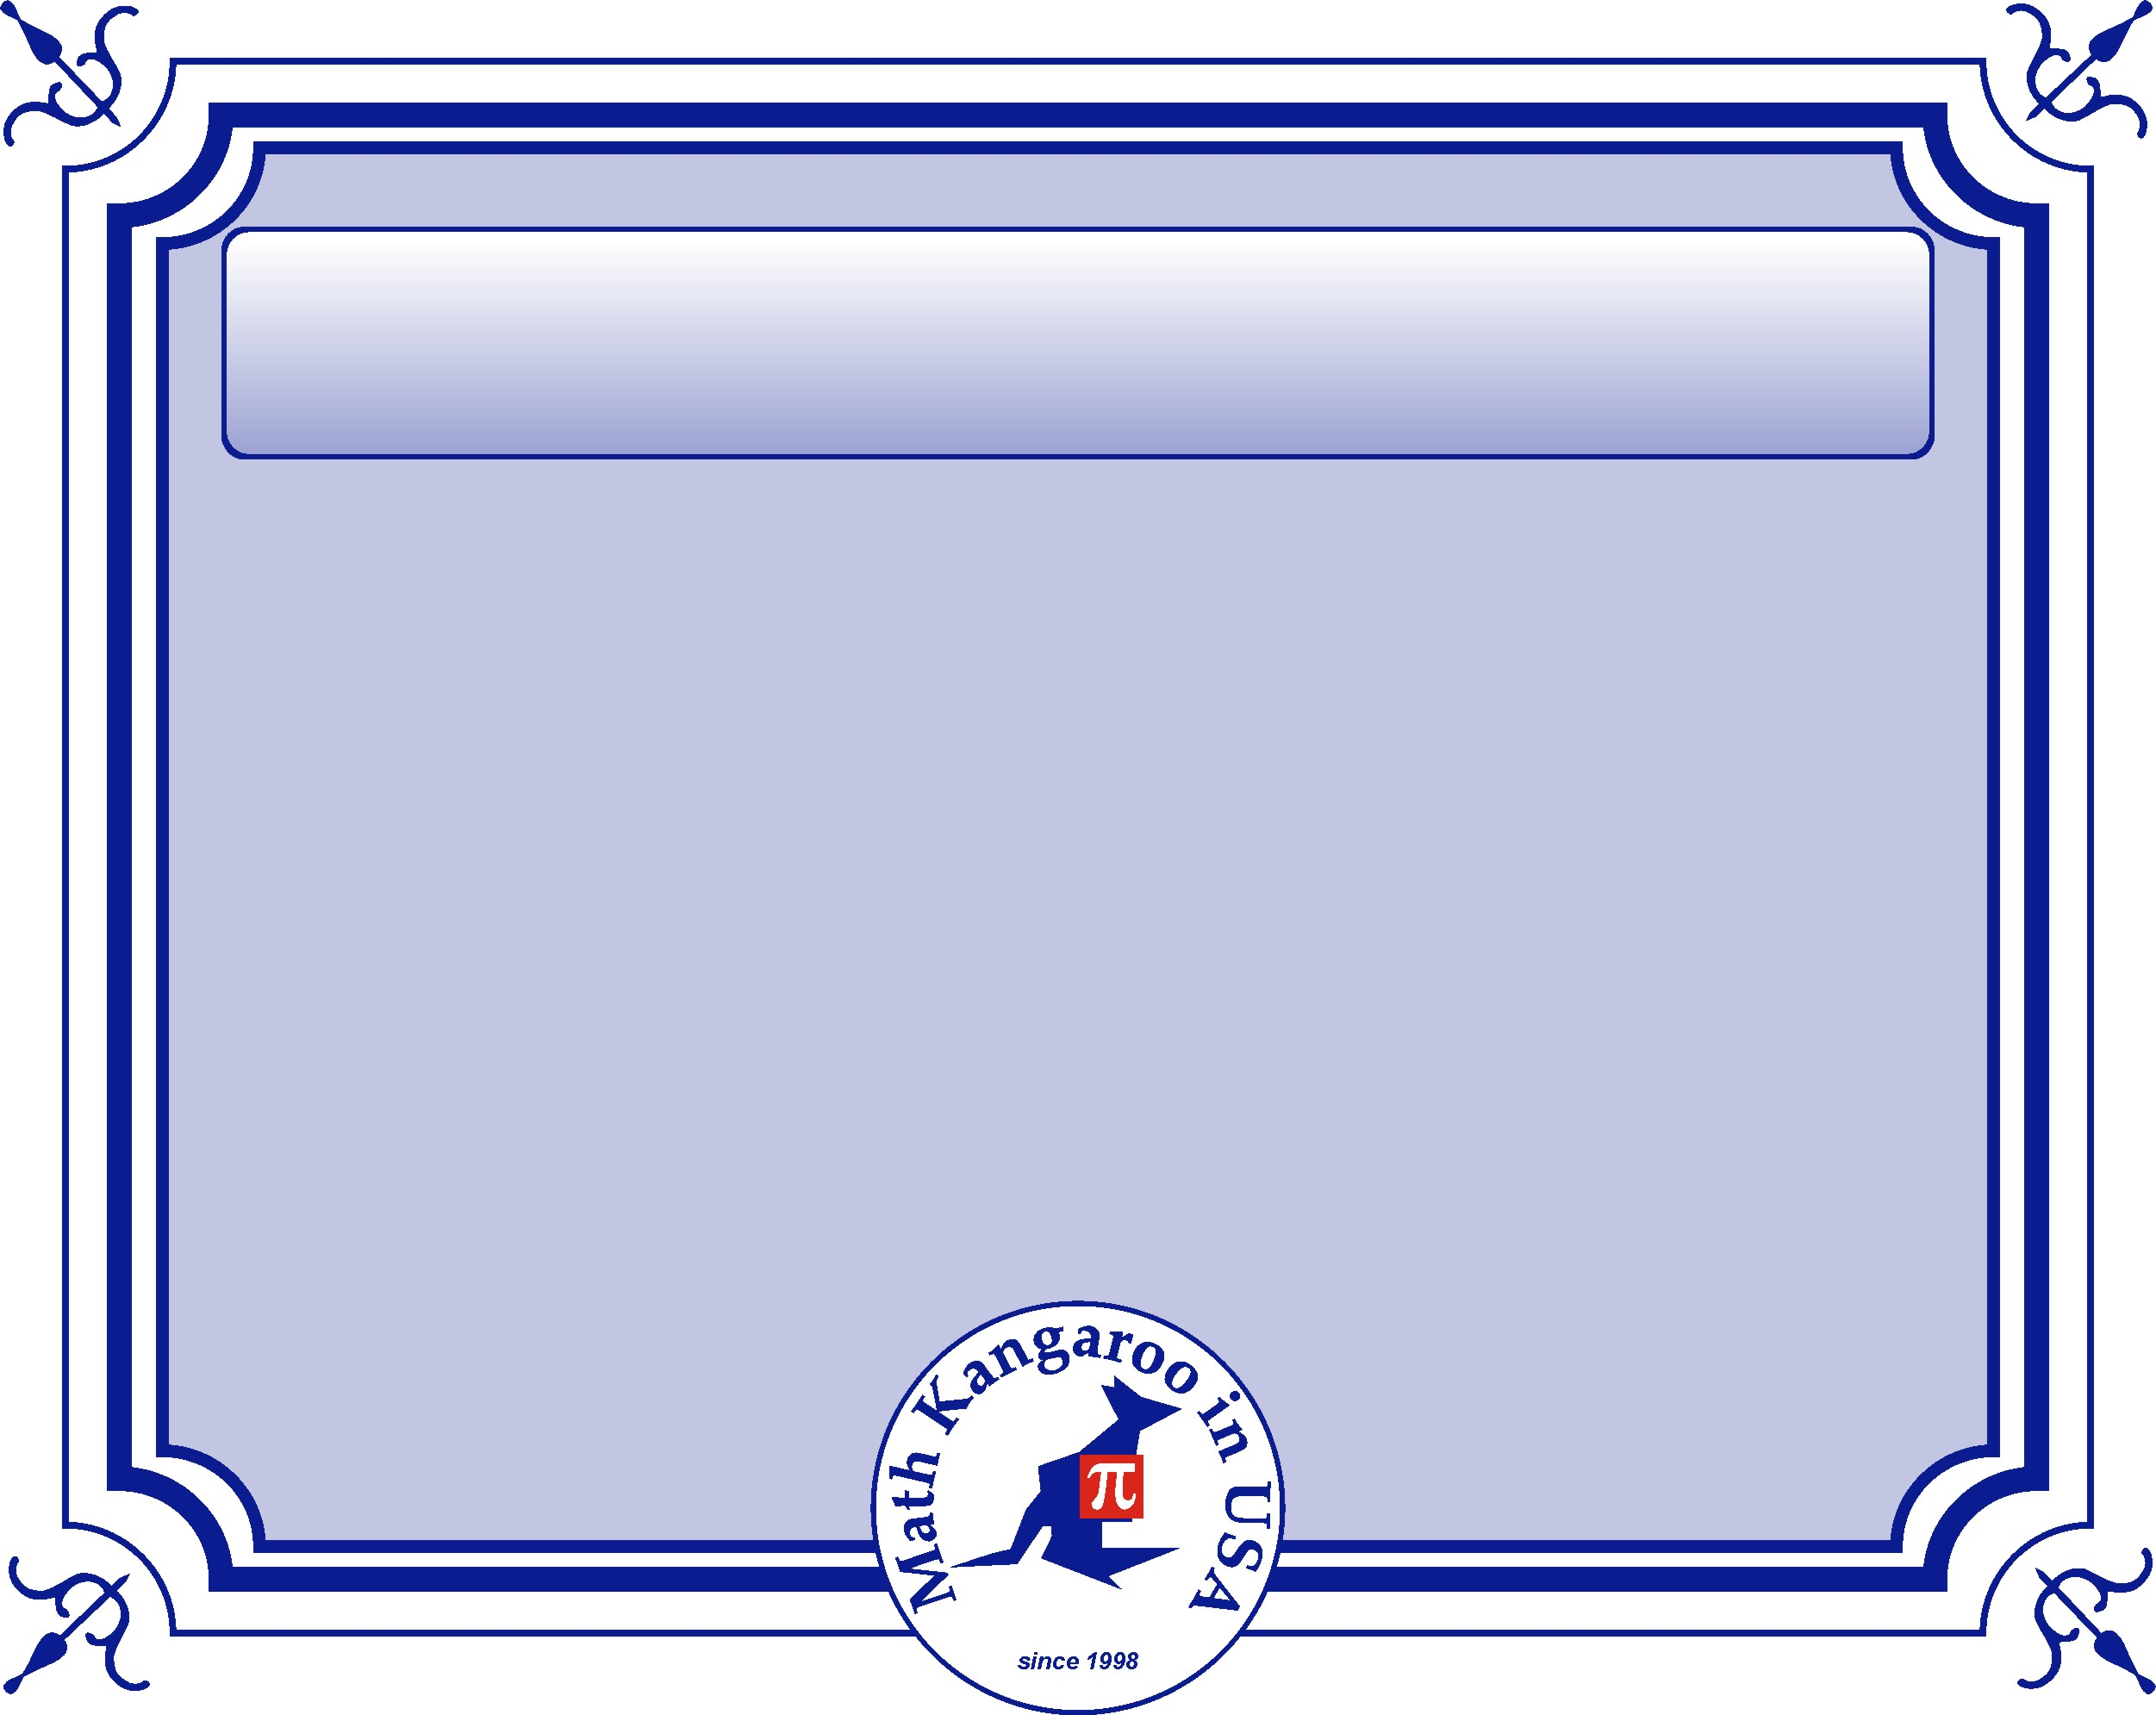 Math Kangaroo in USA
π
since 1998